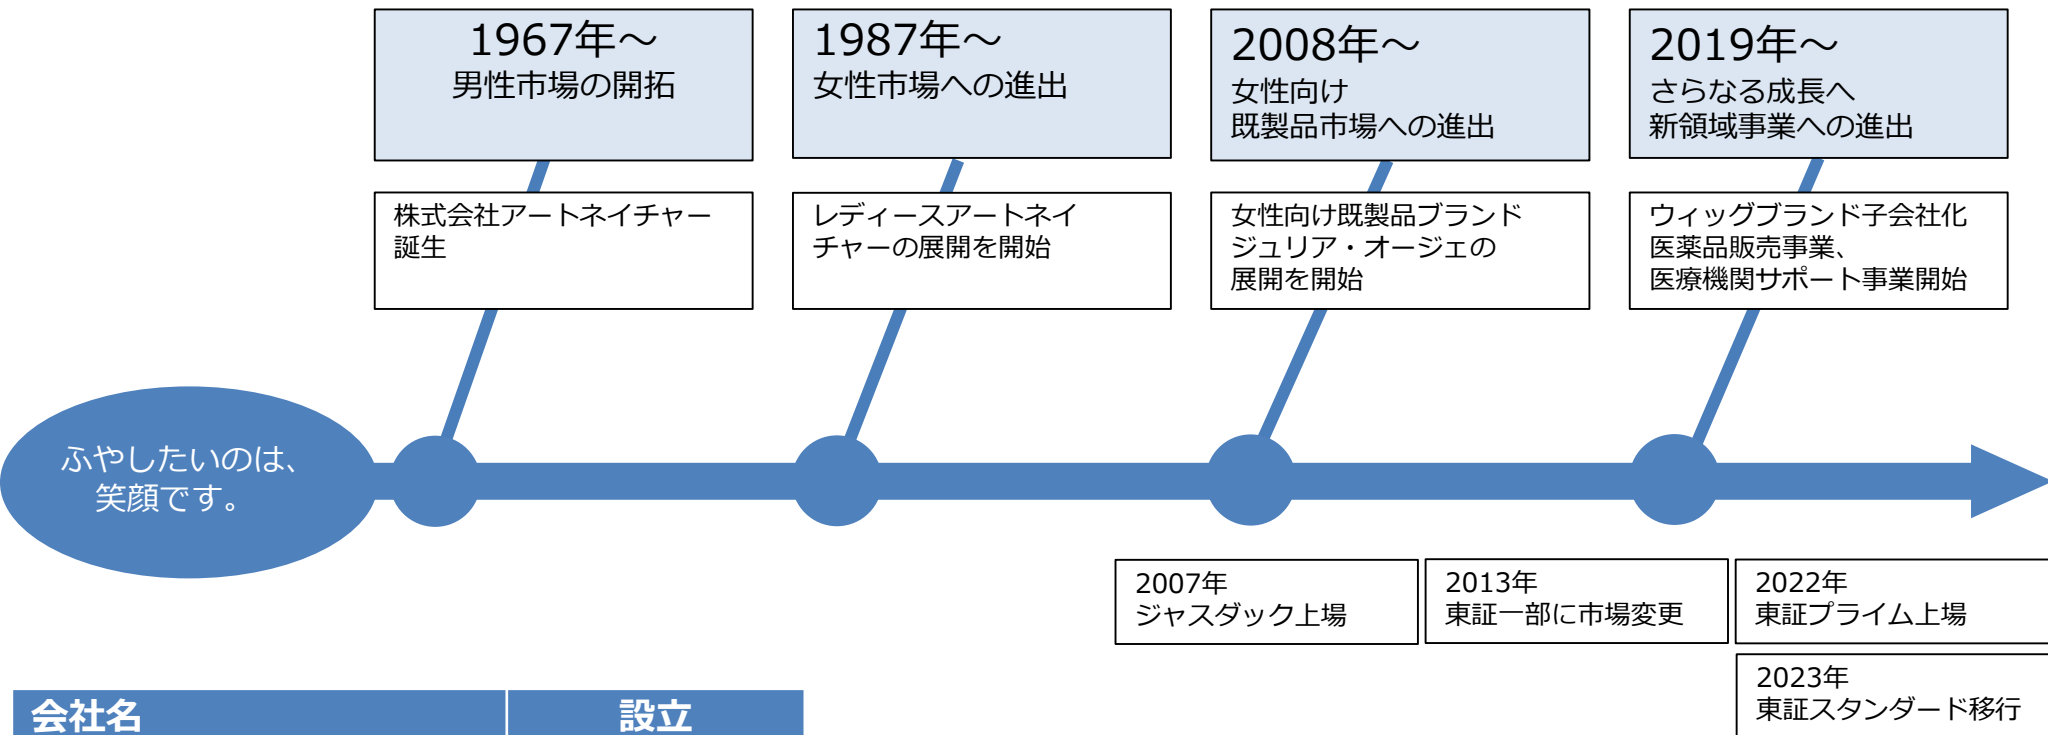 1967年～
男性市場の開拓
1987年～
女性市場への進出
2008年～
女性向け
既製品市場への進出
2019年～
さらなる成長へ
新領域事業への進出
株式会社アートネイチャー
誕生
レディースアートネイ
チャーの展開を開始
女性向け既製品ブランド
ジュリア・オージェの
展開を開始
ウィッグブランド子会社化
医薬品販売事業、
医療機関サポート事業開始
ふやしたいのは、
笑顔です。
2007年
ジャスダック上場
2013年
東証一部に市場変更
2022年
東証プライム上場
2023年
東証スタンダード移行
会社名
設立